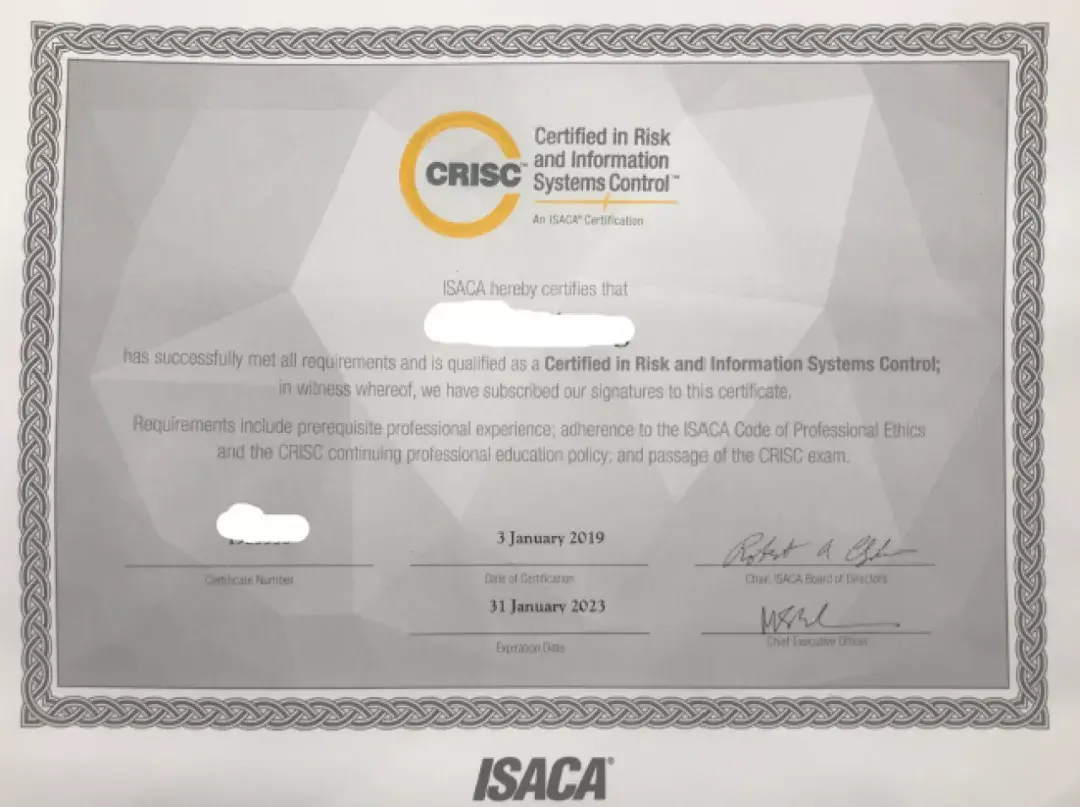 CRISC™
Certified in Risk
and Information
Systems Control™
An ISACA® Certification
ISACA hereby certifies that
has successfully met all requirements and is qualified as a Certified in Risk and Information Systems Control;
in witness whereof, we have subscribed our signatures to this certificate.
Requirements include prerequisite professional experience; adherence to the ISACA Code of Professional Ethics
and the CRISC continuing professional education policy; and passage of the CRISC exam.
Certificate Number
3 January 2019
Date of Certification
31 January 2023
Expiration Date
Robert A
Chair, ISACA Board of Directors
Chief Executive Officer
ISACA®